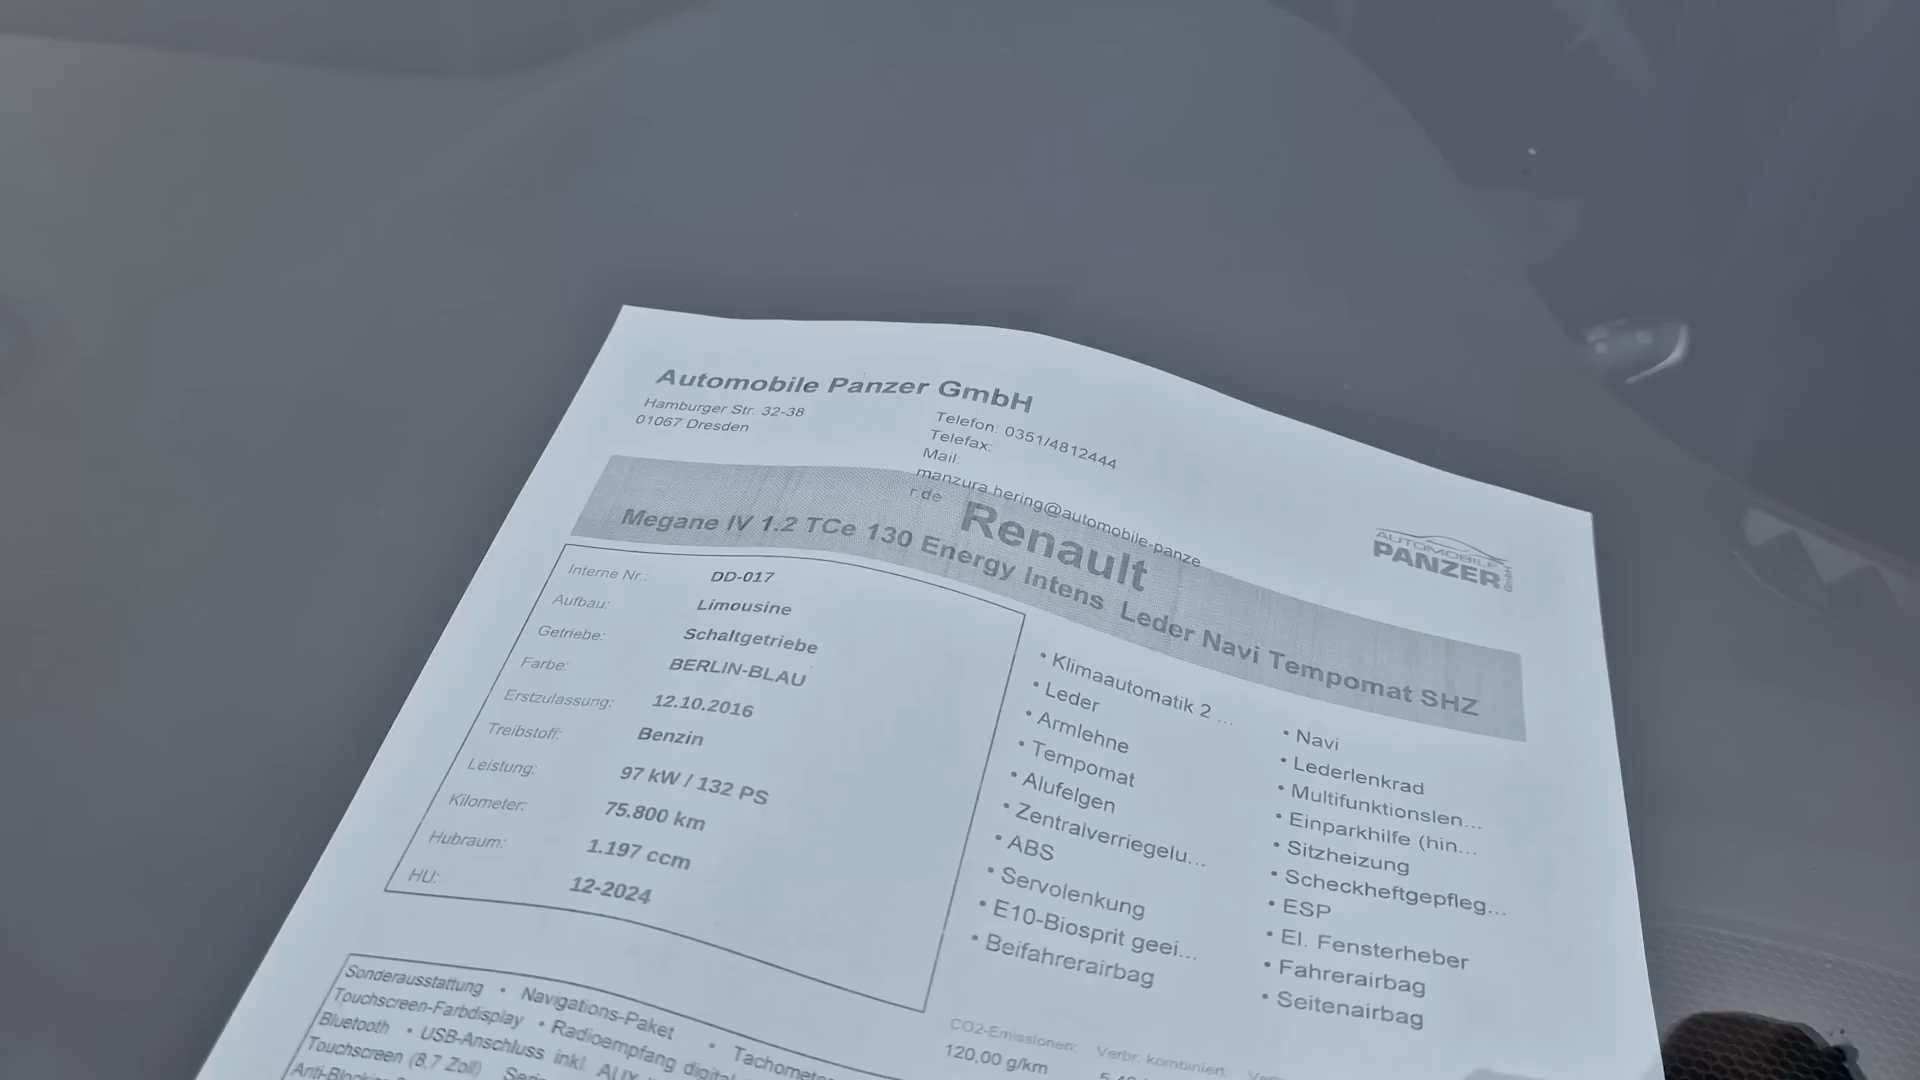 Automobile Panzer GmbH
Hamburger Str. 32-38
01067 Dresden
Telefon: 0351/4812444
Telefax:
Mail:
manzura.hering@automobile-panze
r.de
AUTOMOBILE
PANZER GmbH
Renault
Megane IV 1.2 TCe 130 Energy Intens Leder Navi Tempomat SHZ
Interne Nr.: DD-017
Aufbau: Limousine
Getriebe: Schaltgetriebe
Farbe: BERLIN-BLAU
Erstzulassung: 12.10.2016
Treibstoff: Benzin
Leistung: 97 kW / 132 PS
Kilometer: 75.800 km
Hubraum: 1.197 ccm
HU: 12-2024
• Klimaautomatik 2 ...
• Leder
• Armlehne
• Tempomat
• Alufelgen
• Zentralverriegelu...
• ABS
• Servolenkung
• E10-Biosprit geei...
• Beifahrerairbag
• Navi
• Lederlenkrad
• Multifunktionslen...
• Einparkhilfe (hin...
• Sitzheizung
• Scheckheftgepfleg...
• ESP
• El. Fensterheber
• Fahrerairbag
• Seitenairbag
CO2-Emissionen: Verbr. kombiniert:
120,00 g/km
Sonderausstattung • Navigations-Paket • Tachometer
Touchscreen-Farbdisplay • Radioempfang digital
Bluetooth • USB-Anschluss inkl. AUX
Touchscreen (8,7 Zoll)